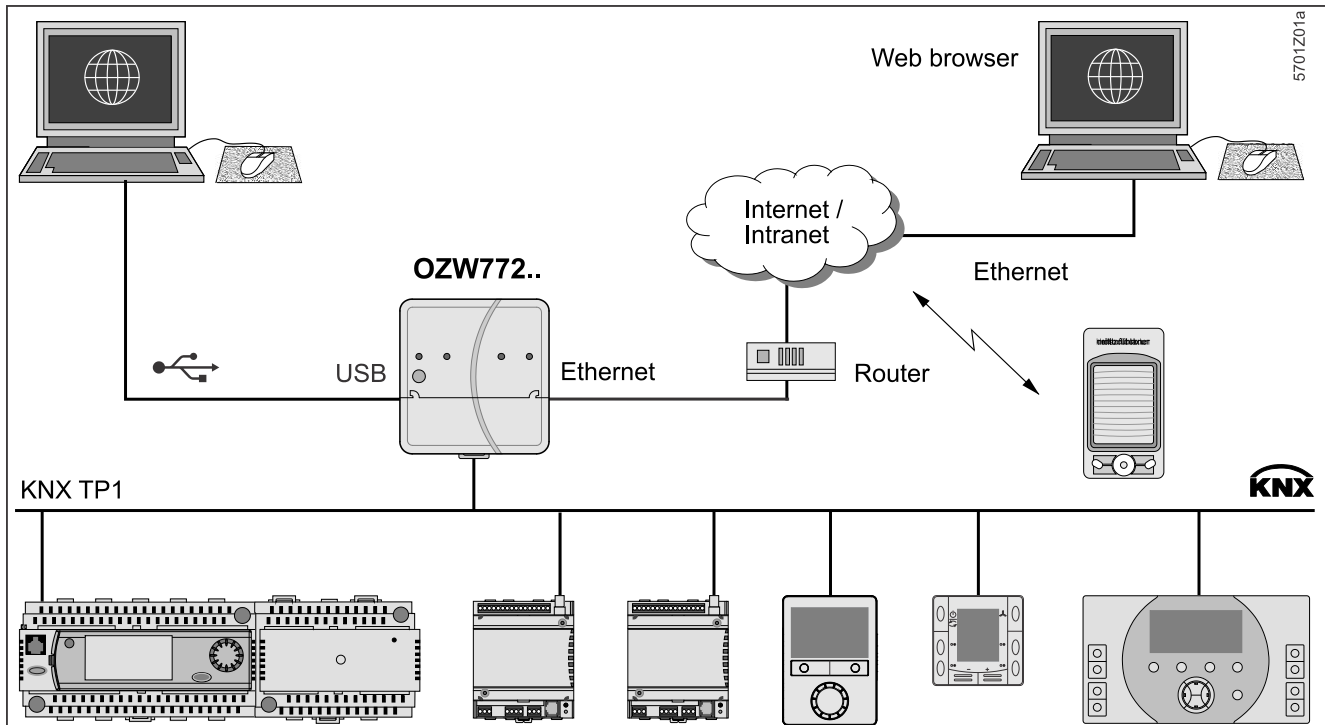 5701Z01a
Web browser
Internet /
Intranet
Ethernet
OZW772..
USB
Ethernet
Router
KNX TP1
KNX